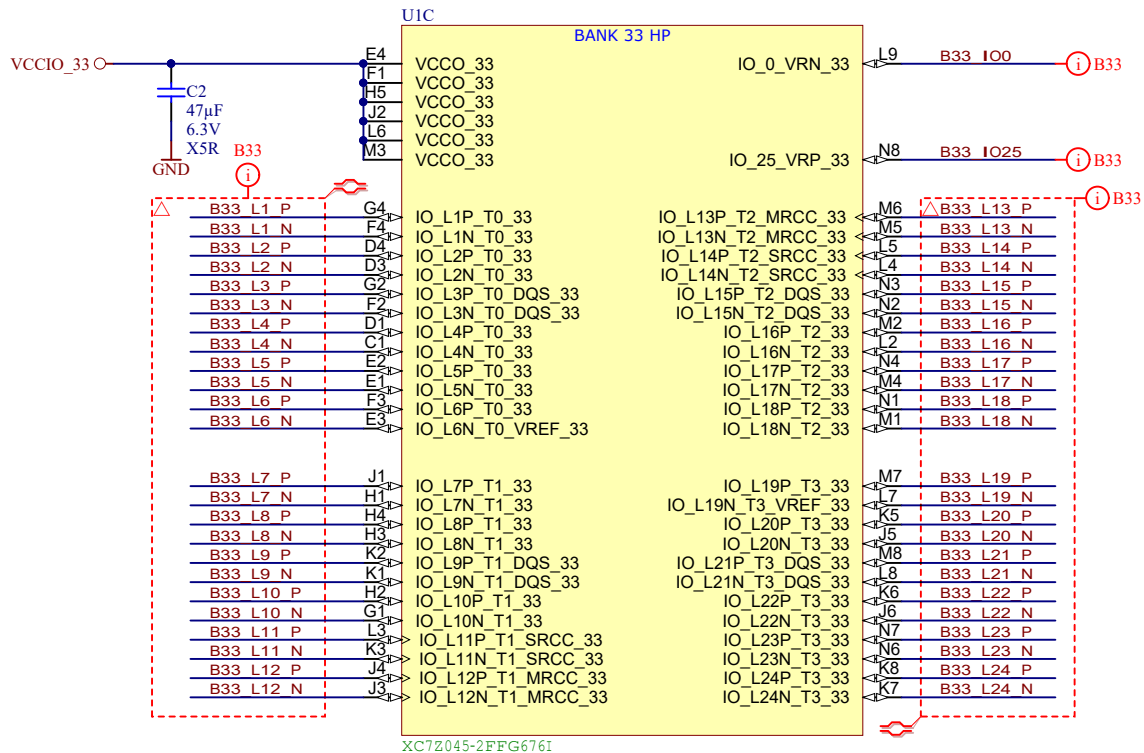 U1C
BANK 33 HP
VCCIO_33
E4 VCCO_33
F1 VCCO_33
H5 VCCO_33
J2 VCCO_33
L6 VCCO_33
M3 VCCO_33
C2
47µF
6.3V
X5R
GND
B33
i
IO_0_VRN_33 L9 B33_IO0 i B33
IO_25_VRP_33 N8 B33_IO25 i B33
i B33
B33_L1_P G4 IO_L1P_T0_33
B33_L1_N F4 IO_L1N_T0_33
B33_L2_P D4 IO_L2P_T0_33
B33_L2_N D3 IO_L2N_T0_33
B33_L3_P G2 IO_L3P_T0_DQS_33
B33_L3_N F2 IO_L3N_T0_DQS_33
B33_L4_P D1 IO_L4P_T0_33
B33_L4_N C1 IO_L4N_T0_33
B33_L5_P E2 IO_L5P_T0_33
B33_L5_N E1 IO_L5N_T0_33
B33_L6_P F3 IO_L6P_T0_33
B33_L6_N E3 IO_L6N_T0_VREF_33
B33_L7_P J1 IO_L7P_T1_33
B33_L7_N H1 IO_L7N_T1_33
B33_L8_P H4 IO_L8P_T1_33
B33_L8_N H3 IO_L8N_T1_33
B33_L9_P K2 IO_L9P_T1_DQS_33
B33_L9_N K1 IO_L9N_T1_DQS_33
B33_L10_P H2 IO_L10P_T1_33
B33_L10_N G1 IO_L10N_T1_33
B33_L11_P L3 IO_L11P_T1_SRCC_33
B33_L11_N K3 IO_L11N_T1_SRCC_33
B33_L12_P J4 IO_L12P_T1_MRCC_33
B33_L12_N J3 IO_L12N_T1_MRCC_33
IO_L13P_T2_MRCC_33 M6 B33_L13_P
IO_L13N_T2_MRCC_33 M5 B33_L13_N
IO_L14P_T2_SRCC_33 L5 B33_L14_P
IO_L14N_T2_SRCC_33 L4 B33_L14_N
IO_L15P_T2_DQS_33 N3 B33_L15_P
IO_L15N_T2_DQS_33 N2 B33_L15_N
IO_L16P_T2_33 M2 B33_L16_P
IO_L16N_T2_33 L2 B33_L16_N
IO_L17P_T2_33 N4 B33_L17_P
IO_L17N_T2_33 M4 B33_L17_N
IO_L18P_T2_33 N1 B33_L18_P
IO_L18N_T2_33 M1 B33_L18_N
IO_L19P_T3_33 M7 B33_L19_P
IO_L19N_T3_VREF_33 L7 B33_L19_N
IO_L20P_T3_33 K5 B33_L20_P
IO_L20N_T3_33 J5 B33_L20_N
IO_L21P_T3_DQS_33 M8 B33_L21_P
IO_L21N_T3_DQS_33 L8 B33_L21_N
IO_L22P_T3_33 K6 B33_L22_P
IO_L22N_T3_33 J6 B33_L22_N
IO_L23P_T3_33 N7 B33_L23_P
IO_L23N_T3_33 N6 B33_L23_N
IO_L24P_T3_33 K8 B33_L24_P
IO_L24N_T3_33 K7 B33_L24_N
XC7Z045-2FFG676I